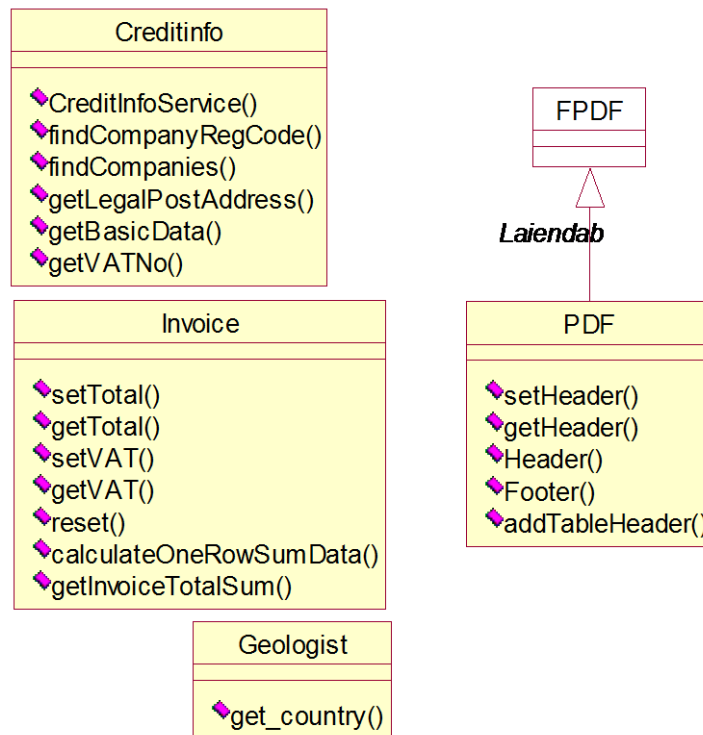 Creditinfo
CreditInfoService()
findCompanyRegCode()
findCompanies()
getLegalPostAddress()
getBasicData()
getVATNo()
FPDF
Laiendab
Invoice
setTotal()
getTotal()
setVAT()
getVAT()
reset()
calculateOneRowSumData()
getInvoiceTotalSum()
PDF
setHeader()
getHeader()
Header()
Footer()
addTableHeader()
Geologist
get_country()